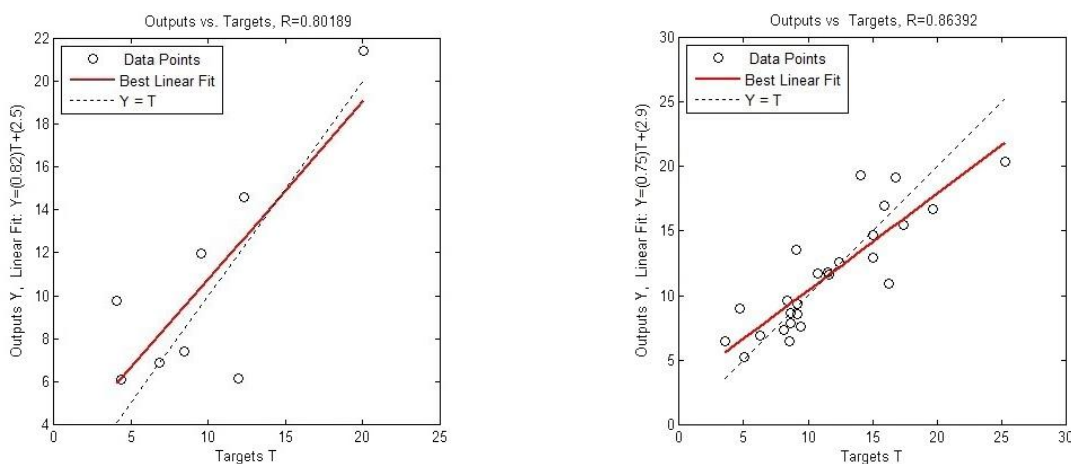 Outputs vs. Targets, R=0.80189
22
20
18
16
14
12
10
8
6
4
Outputs Y, Linear Fit: Y=(0.82)T+(2.5)
Data Points
Best Linear Fit
Y = T
0
5
10
15
20
25
Targets T
Outputs vs Targets, R=0.86392
30
25
20
15
10
5
0
Outputs Y, Linear Fit: Y=(0.75)T+(2.9)
Data Points
Best Linear Fit
Y = T
0
5
10
15
20
25
30
Targets T